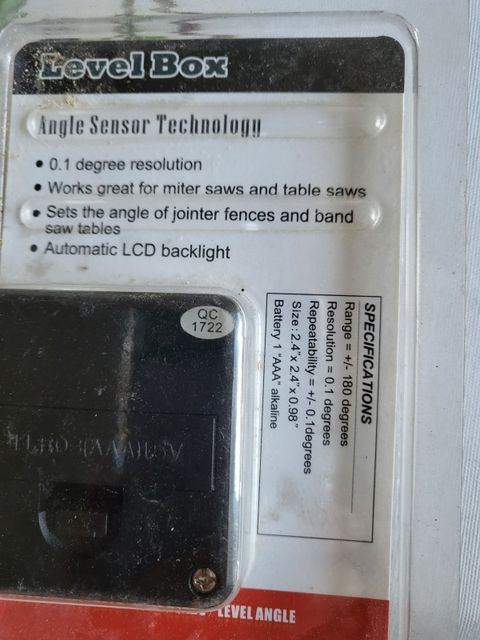 Level Box
Angle Sensor Technology
• 0.1 degree resolution
• Works great for miter saws and table saws
• Sets the angle of jointer fences and band
saw tables
• Automatic LCD backlight
QC
1722
SPECIFICATIONS
Range = +/- 180 degrees
Resolution = 0.1 degrees
Repeatability = +/- 0.1degrees
Size: 2.4"x 2.4"x 0.98"
Battery 1 "AAA" alkaline
/ LEVEL ANGLE